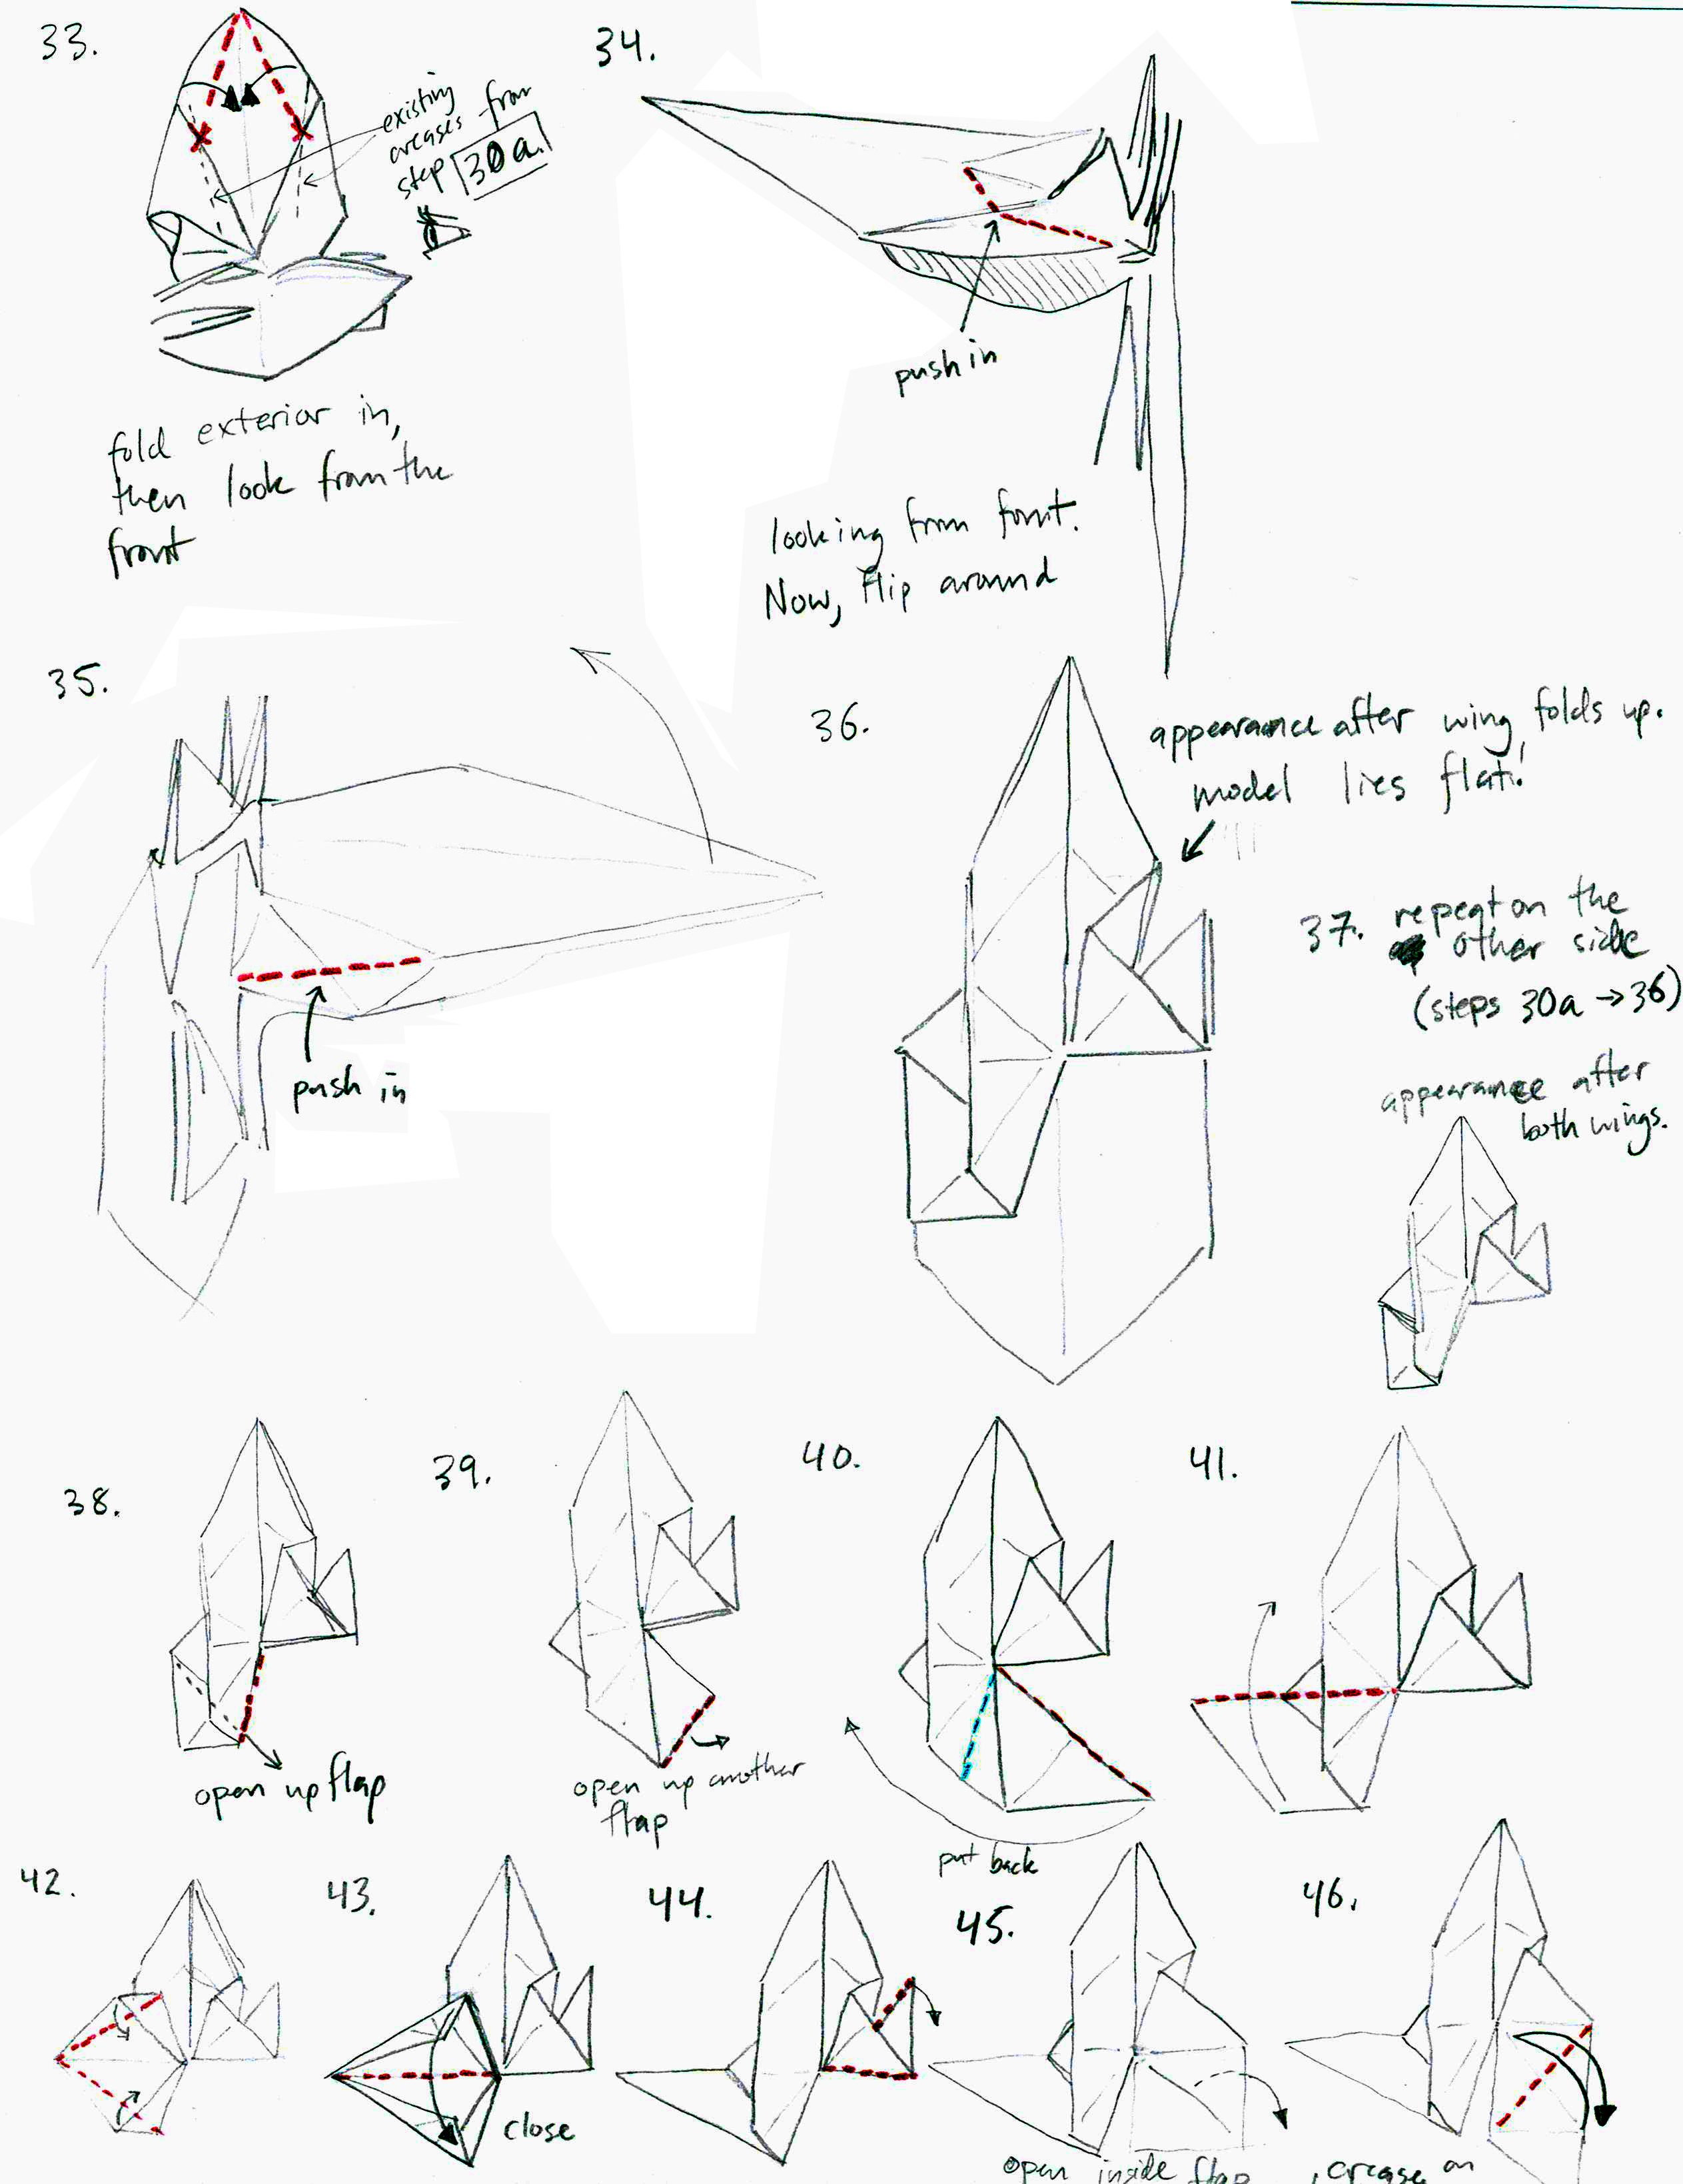 33.
existing
creases from
step 30a.
fold exterior in,
then look from the
front
34.
push in
looking from font.
Now, flip around
35.
push in
36.
appearance after wing folds up.
model lies flat!
37. repeat on the
other side
(steps 30a → 36)
appearance after
both wings.
38.
open up flap
39.
open up another
flap
40.
put back
41.
42.
43.
close
44.
45.
open inside flap
46.
crease on